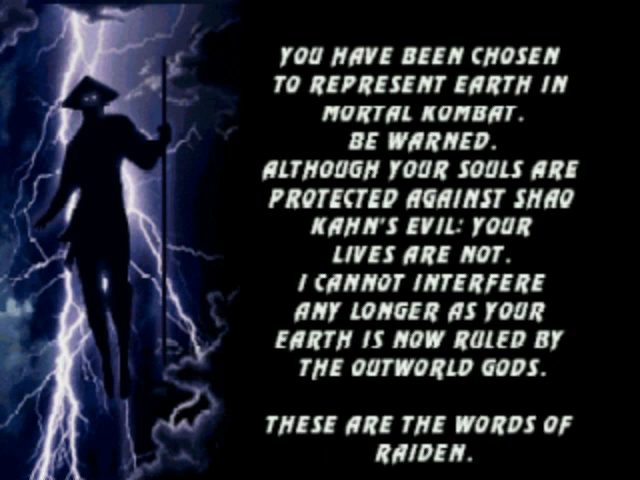 YOU HAVE BEEN CHOSEN
TO REPRESENT EARTH IN
MORTAL KOMBAT.
BE WARNED.
ALTHOUGH YOUR SOULS ARE
PROTECTED AGAINST SHAO
KAHN'S EVIL: YOUR
LIVES ARE NOT.
I CANNOT INTERFERE
ANY LONGER AS YOUR
EARTH IS NOW RULED BY
THE OUTWORLD GODS.
THESE ARE THE WORDS OF
RAIDEN.